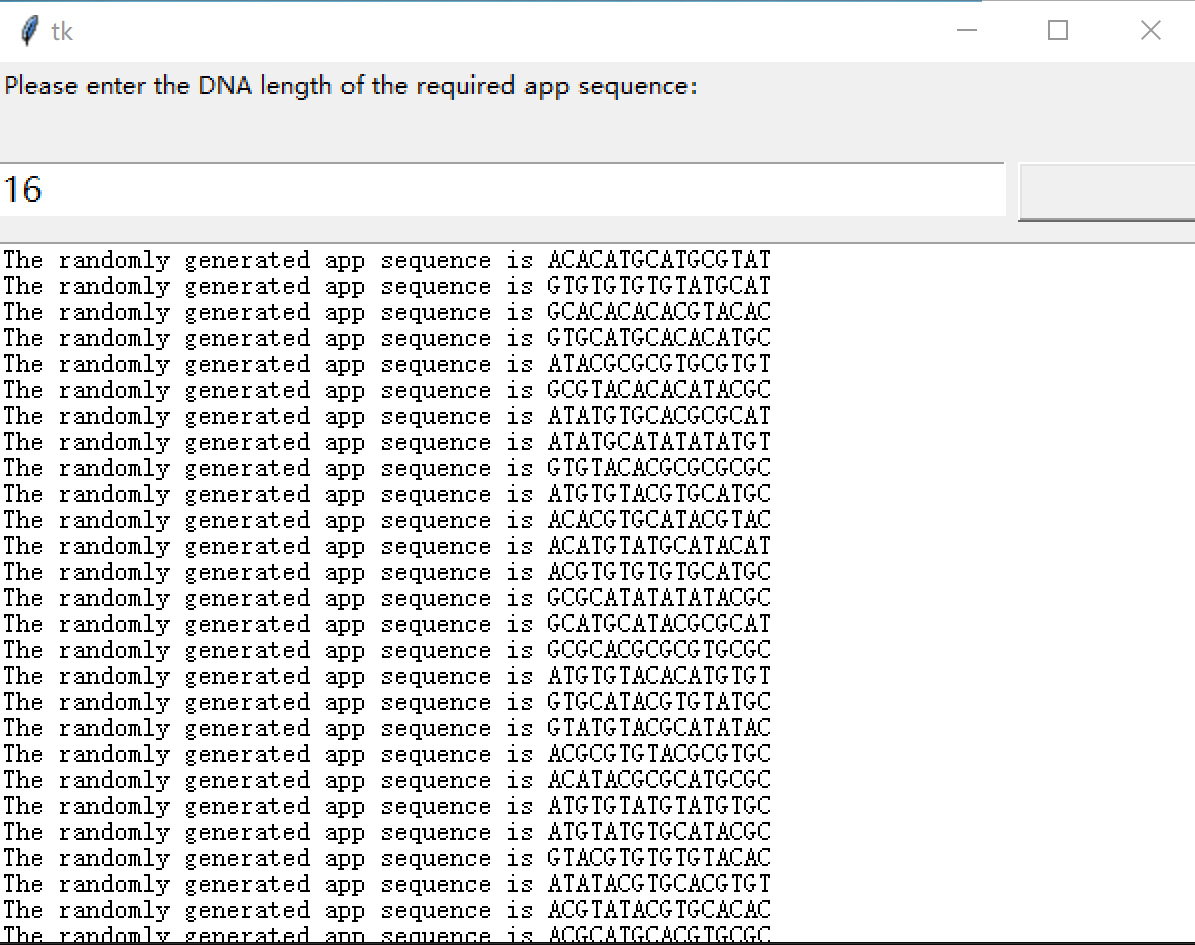 tk
Please enter the DNA length of the required app sequence:
16
The randomly generated app sequence is ACACATGCATGCGTAT
The randomly generated app sequence is GTGTGTGTGTATGCAT
The randomly generated app sequence is GCACACACACGTACAC
The randomly generated app sequence is GTGCATGCACACATGC
The randomly generated app sequence is ATACGCGCGTGCGTGT
The randomly generated app sequence is GCGTACACACATACGC
The randomly generated app sequence is ATATGTGCACGCGCAT
The randomly generated app sequence is ATATGCATATATATGT
The randomly generated app sequence is GTGTACACGCGCGCGC
The randomly generated app sequence is ATGTGTACGTGCATGC
The randomly generated app sequence is ACACGTGCATACGTAC
The randomly generated app sequence is ACATGTATGCATACAT
The randomly generated app sequence is ACGTGTGTGTGCATGC
The randomly generated app sequence is GCGCATATATATACGC
The randomly generated app sequence is GCATGCATACGCGCAT
The randomly generated app sequence is GCGCACGCGCGTGCGC
The randomly generated app sequence is ATGTGTACACATGTGT
The randomly generated app sequence is GTGCATACGTGTATGC
The randomly generated app sequence is GTATGTACGCATATAC
The randomly generated app sequence is ACGCGTGTACGCGTGC
The randomly generated app sequence is ACATACGCGCATGCGC
The randomly generated app sequence is ATGTGTATGTATGTGC
The randomly generated app sequence is ATGTATGTGCATACGC
The randomly generated app sequence is GTACGTGTGTGTACAC
The randomly generated app sequence is ATATACGTGCACGTGT
The randomly generated app sequence is ACGTATACGTGCACAC
The randomly generated app sequence is ACGCATGCACGTGCGC